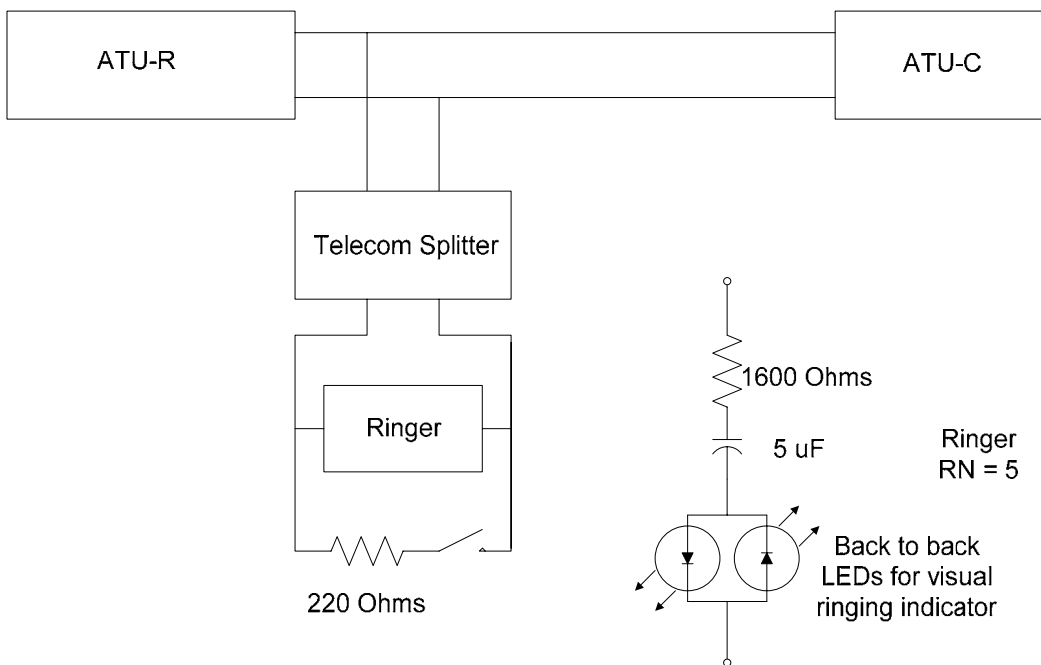 ATU-R
ATU-C
Telecom Splitter
1600 Ohms
Ringer
5 uF
Ringer
RN = 5
Back to back
LEDs for visual
ringing indicator
220 Ohms